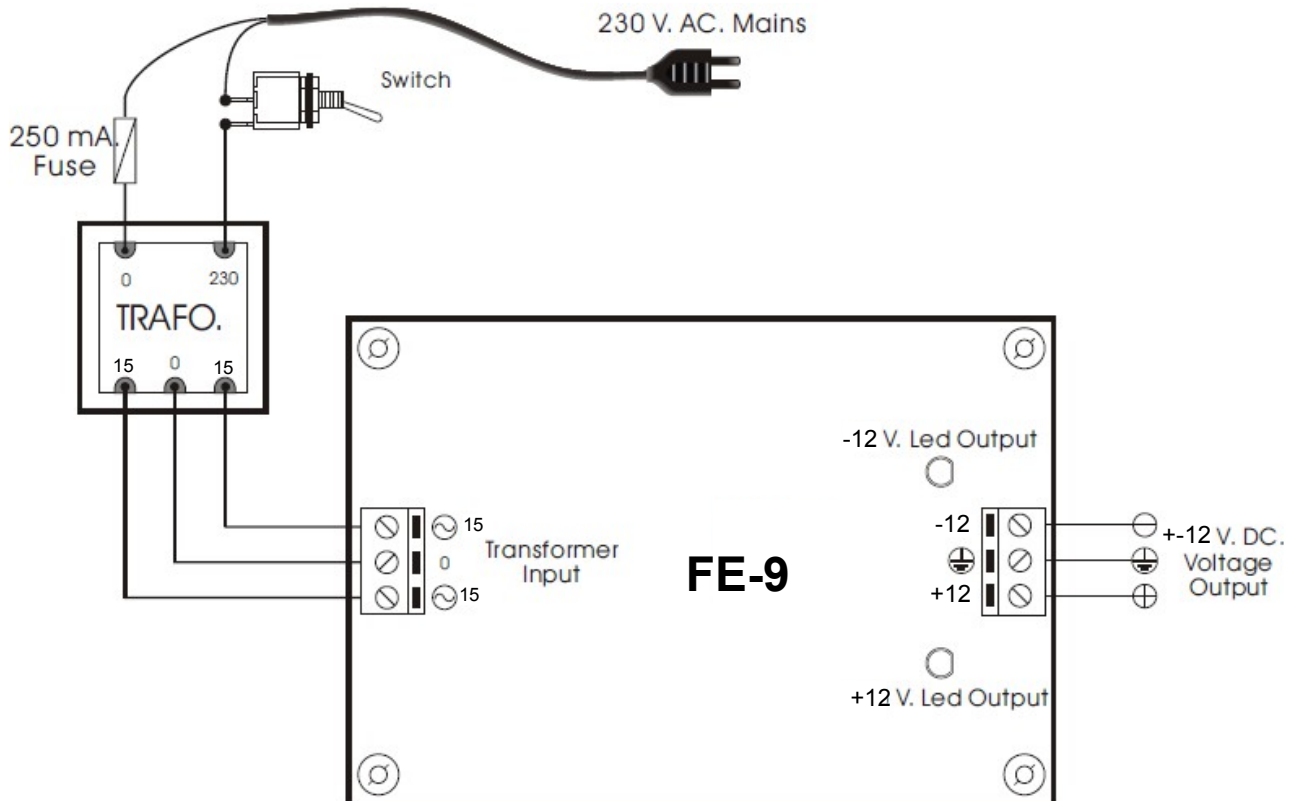 230 V. AC. Mains
Switch
250 mA.
Fuse
0
230
TRAFO.
15
0
15
-12 V. Led Output
15
0
15
Transformer
Input
FE-9
-12
+12
+-12 V. DC.
Voltage
Output
+12 V. Led Output